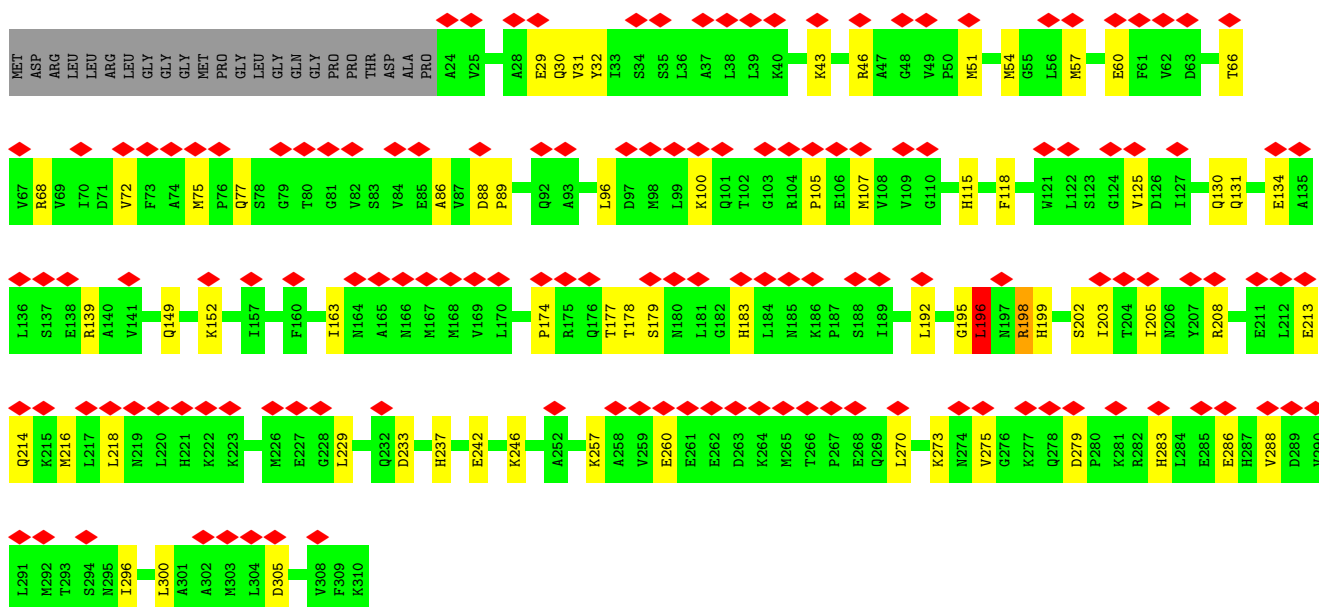 MET ASP ARG LEU LEU ARG LEU GLY GLY GLY MET PRO GLY LEU GLY GLN GLY PRO PRO THR ASP ALA PRO A24 V25 A28 E29 Q30 V31 Y32 I33 S34 S35 L36 A37 L38 L39 K40 K43 R46 A47 G48 V49 P50 M51 M54 G55 L56 M57 E60 F61 V62 D63 T66
V67 R68 V69 I70 D71 V72 F73 A74 M75 P76 Q77 S78 G79 T80 G81 V82 S83 V84 E85 A86 V87 D88 P89 Q92 A93 L96 D97 M98 L99 K100 Q101 T102 G103 R104 P105 E106 M107 V108 V109 G110 H115 F118 W121 L122 S123 G124 V125 D126 I127 Q130 Q131 E134 A135
L136 S137 E138 R139 A140 V141 Q149 K152 I157 F160 I163 N164 A165 N166 M167 M168 V169 L170 P174 R175 Q176 T177 T178 S179 N180 L181 G182 H183 L184 N185 K186 P187 S188 I189 L192 G195 L196 N197 R198 H199 S202 I203 T204 I205 N206 Y207 R208 E211 L212 E213
Q214 K215 M216 L217 L218 N219 L220 H221 K222 K223 M226 E227 G228 L229 Q232 D233 H237 E242 K246 A252 K257 A258 V259 E260 E261 E262 D263 K264 M265 T266 P267 E268 Q269 L270 K273 N274 V275 G276 K277 Q278 D279 P280 K281 R282 H283 L284 E285 E286 H287 V288 D289 V290
L291 M292 T293 S294 N295 I296 L300 A301 A302 M303 L304 D305 V308 F309 K310